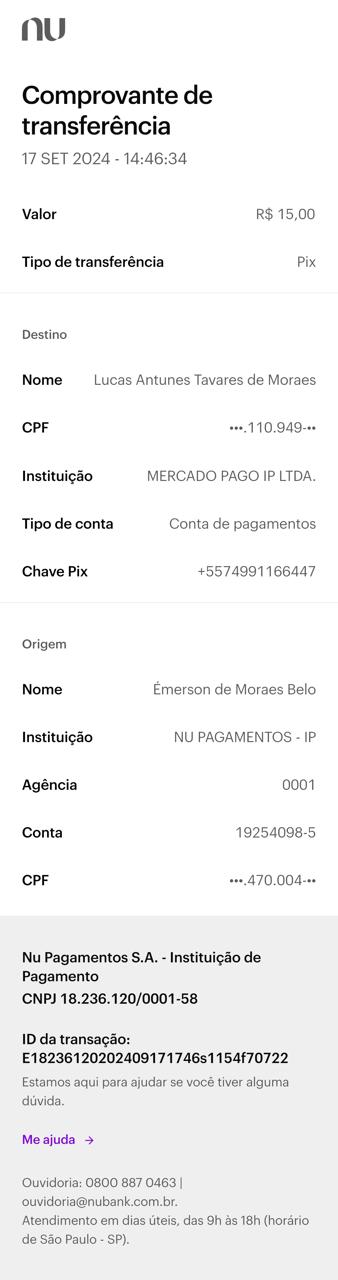 nu
Comprovante de
transferência
17 SET 2024 - 14:46:34
Valor R$ 15,00
Tipo de transferência Pix
Destino
Nome Lucas Antunes Tavares de Moraes
CPF •••.110.949-••
Instituição MERCADO PAGO IP LTDA.
Tipo de conta Conta de pagamentos
Chave Pix +5574991166447
Origem
Nome Émerson de Moraes Belo
Instituição NU PAGAMENTOS - IP
Agência 0001
Conta 19254098-5
CPF •••.470.004-••
Nu Pagamentos S.A. - Instituição de
Pagamento
CNPJ 18.236.120/0001-58
ID da transação:
E18236120202409171746s1154f70722
Estamos aqui para ajudar se você tiver alguma
dúvida.
Me ajuda →
Ouvidoria: 0800 887 0463 |
ouvidoria@nubank.com.br.
Atendimento em dias úteis, das 9h às 18h (horário
de São Paulo - SP).